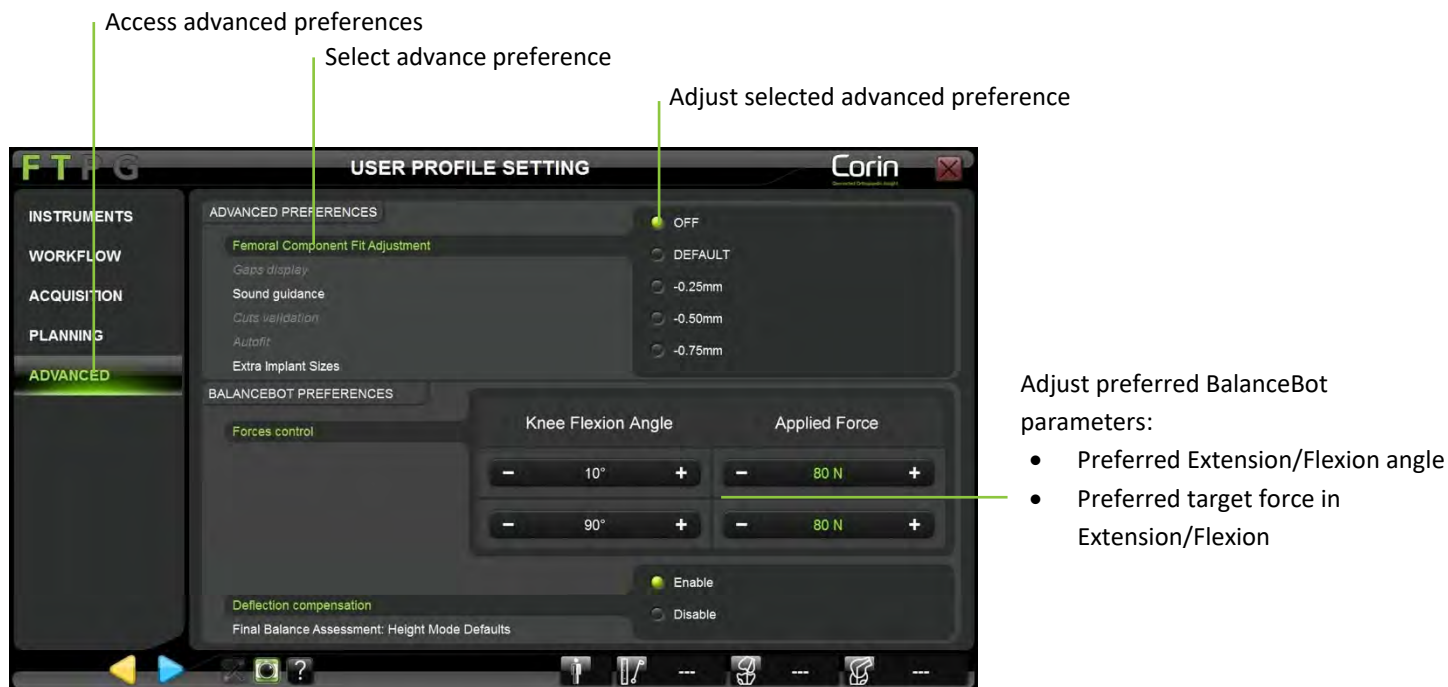 Access advanced preferences
Select advance preference
Adjust selected advanced preference
FTPG
USER PROFILE SETTING
Corin
INSTRUMENTS
WORKFLOW
ACQUISITION
PLANNING
ADVANCED
ADVANCED PREFERENCES
Femoral Component Fit Adjustment
Gaps display
Sound guidance
Cuts validation
Autofit
Extra Implant Sizes
OFF
DEFAULT
-0.25mm
-0.50mm
-0.75mm
BALANCEBOT PREFERENCES
Forces control
Knee Flexion Angle Applied Force
- 10° + - 80 N +
- 90° + - 80 N +
Deflection compensation
Final Balance Assessment: Height Mode Defaults
Enable
Disable
Adjust preferred BalanceBot
parameters:
• Preferred Extension/Flexion angle
• Preferred target force in
Extension/Flexion
? --- --- ---